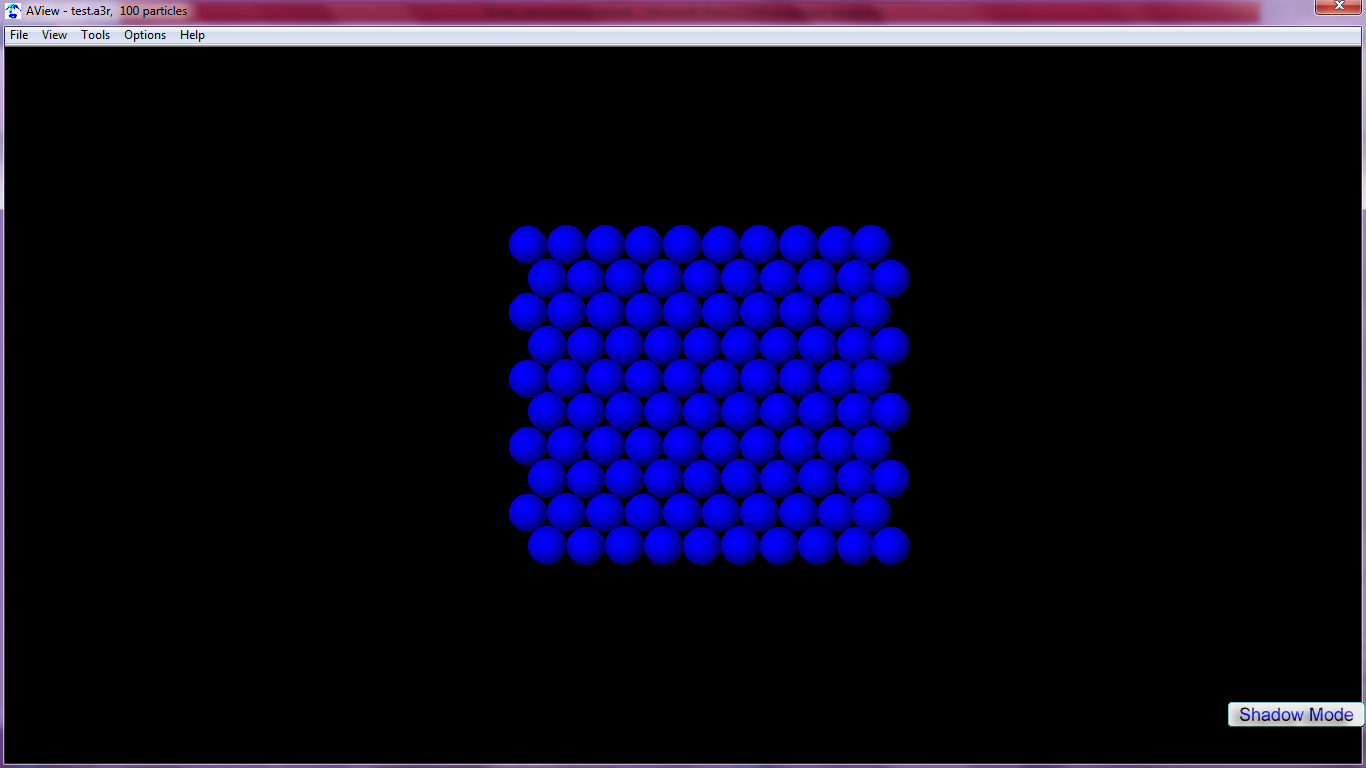 AView - test.a3r, 100 particles
File View Tools Options Help
Shadow Mode